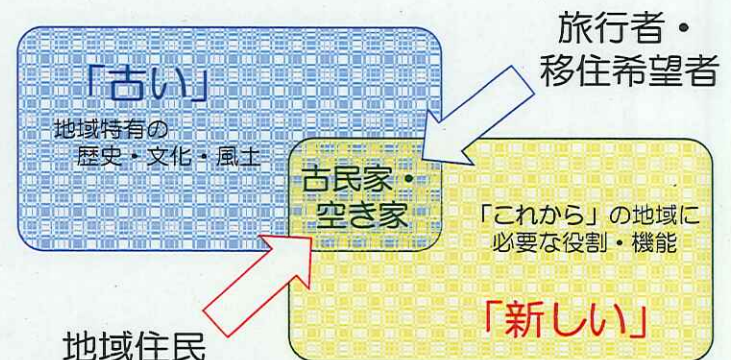 旅行者・
移住希望者
「古い」
地域特有の
歴史・文化・風土
古民家・
空き家
「これから」の地域に
必要な役割・機能
「新しい」
地域住民